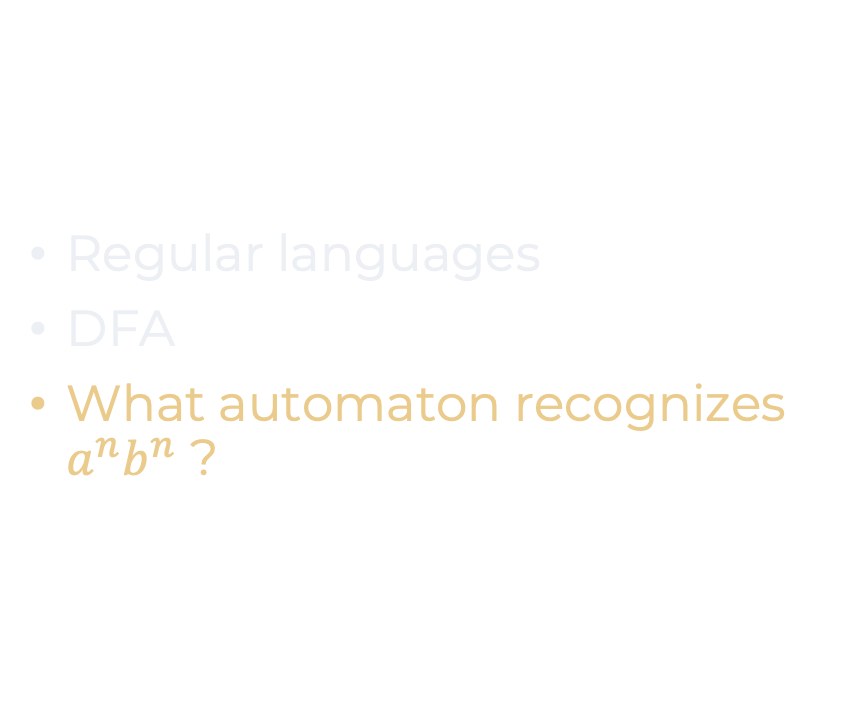 • Regular languages
• DFA
• What automaton recognizes
aⁿbⁿ ?